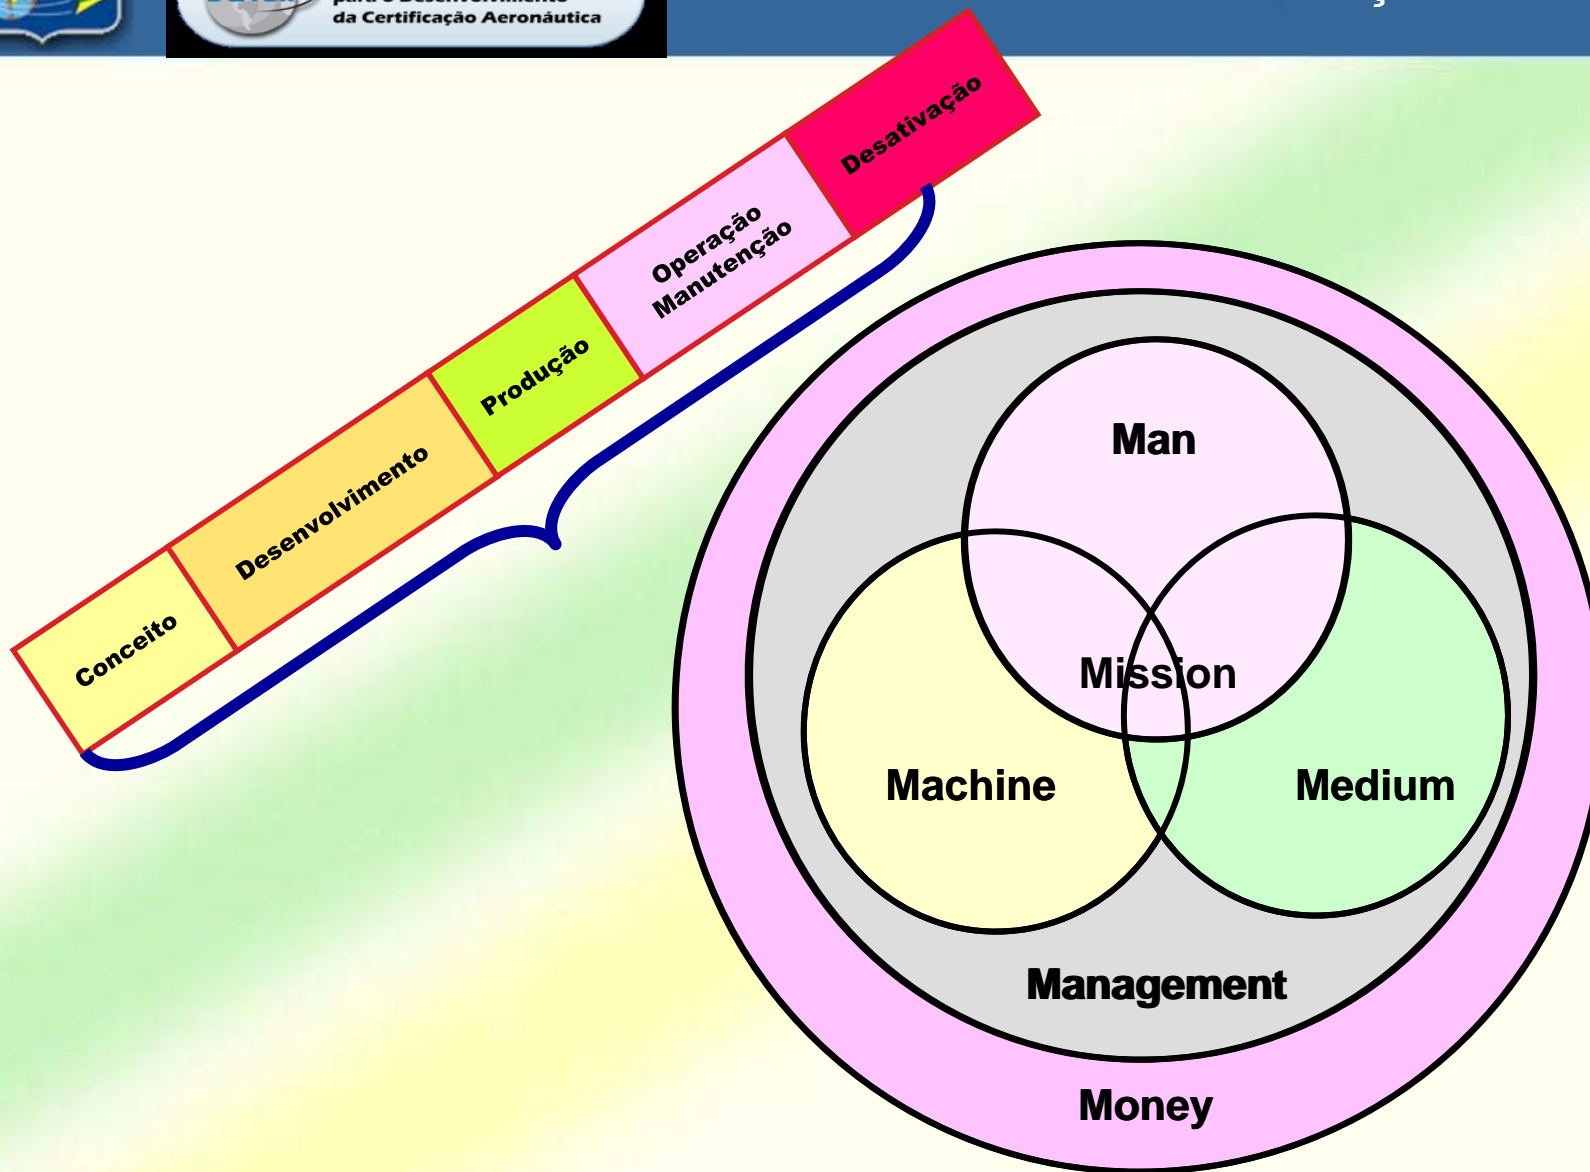 da Certificação Aeronáutica
Desativação
Operação
Manutenção
Produção
Desenvolvimento
Conceito
Man
Mission
Machine
Medium
Management
Money